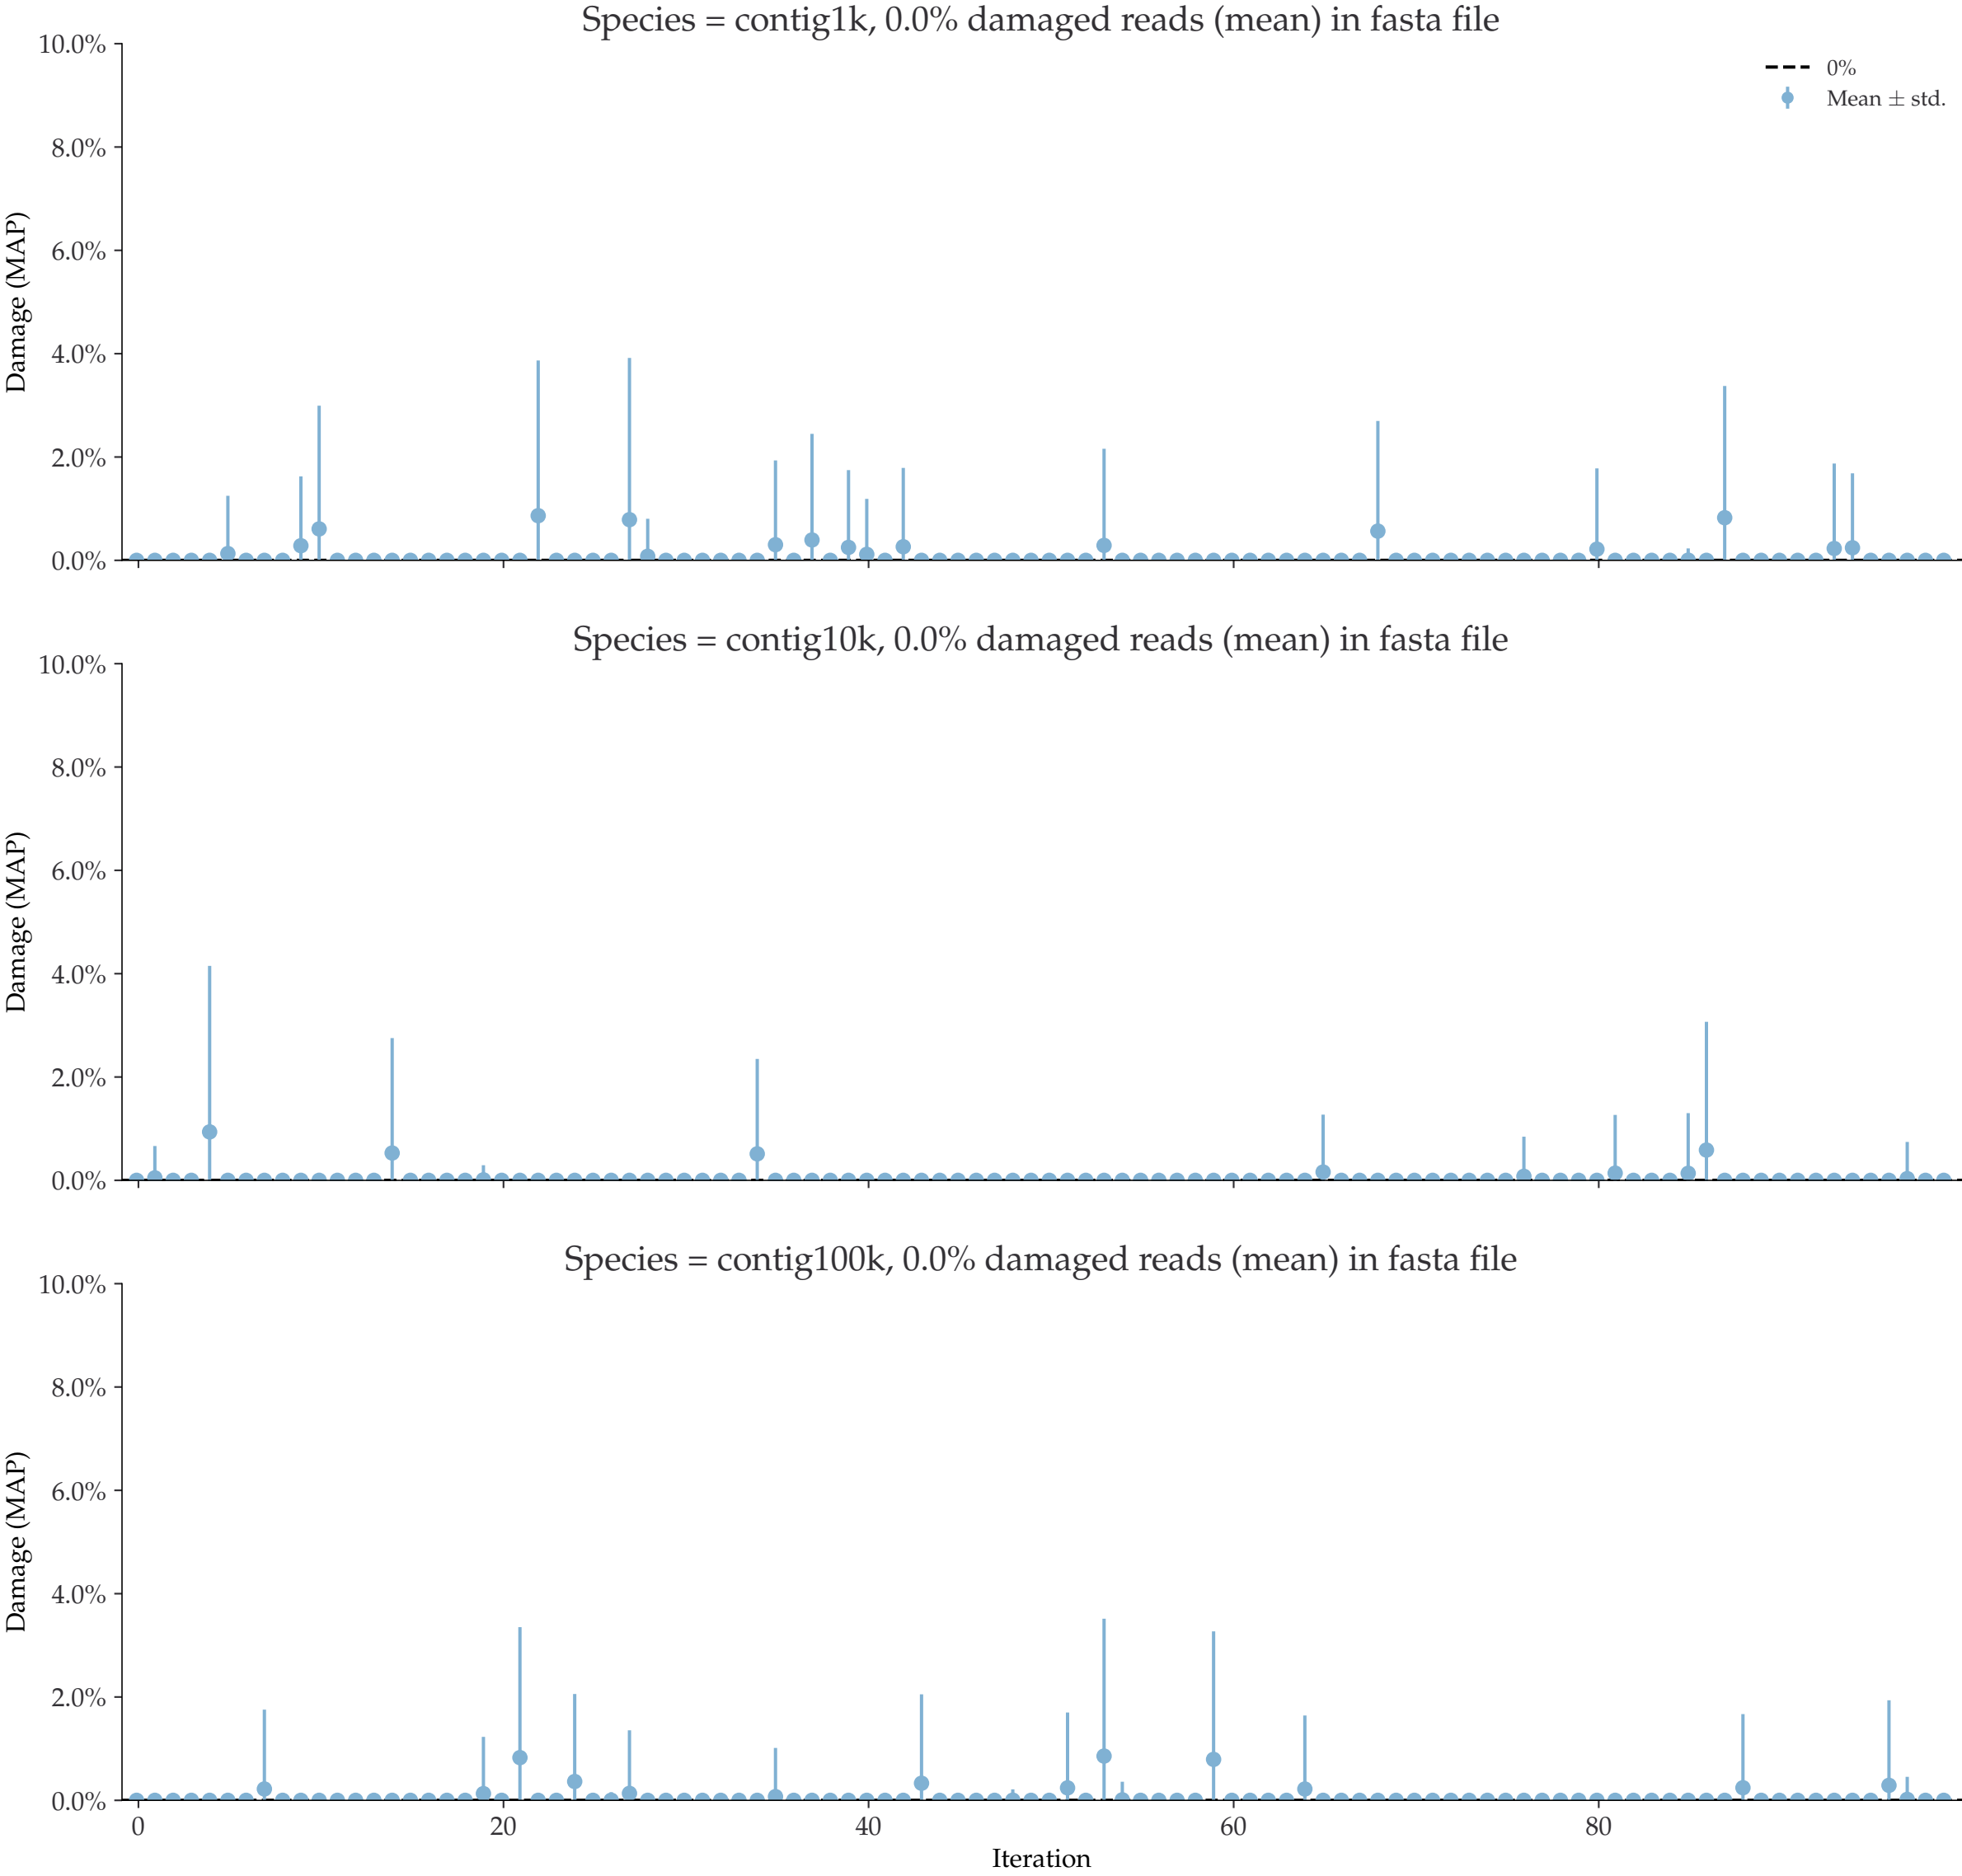 Species = contig1k, 0.0% damaged reads (mean) in fasta file
10.0%
8.0%
6.0%
4.0%
2.0%
0.0%
Damage (MAP)
0%
Mean ± std.
Species = contig10k, 0.0% damaged reads (mean) in fasta file
10.0%
8.0%
6.0%
4.0%
2.0%
0.0%
Damage (MAP)
Species = contig100k, 0.0% damaged reads (mean) in fasta file
10.0%
8.0%
6.0%
4.0%
2.0%
0.0%
Damage (MAP)
0 20 40 60 80
Iteration